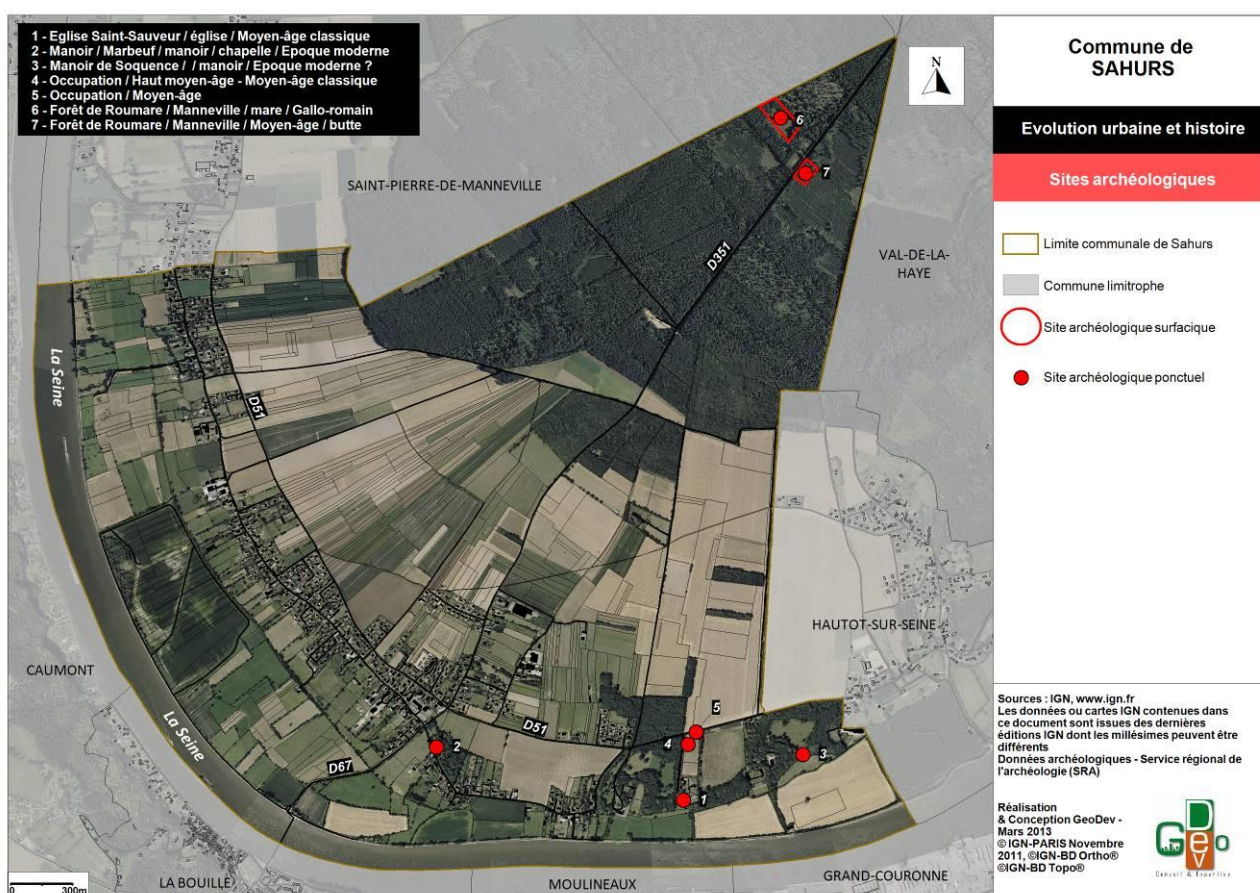 1 - Eglise Saint-Sauveur / église / Moyen-âge classique
2 - Manoir / Marbeuf / manoir / chapelle / Epoque moderne
3 - Manoir de Soquence / / manoir / Epoque moderne ?
4 - Occupation / Haut moyen-âge - Moyen-âge classique
5 - Occupation / Moyen-âge
6 - Forêt de Roumare / Manneville / mare / Gallo-romain
7 - Forêt de Roumare / Manneville / Moyen-âge / butte
N
6
7
SAINT-PIERRE-DE-MANNEVILLE
VAL-DE-LA-
HAYE
D351
La Seine
D51
HAUTOT-SUR-SEINE
CAUMONT
La Seine
D51
5
4
2
3
D67
1
LA BOUILLE
MOULINEAUX
GRAND-COURONNE
0 300m
Commune de
SAHURS
Evolution urbaine et histoire
Sites archéologiques
Limite communale de Sahurs
Commune limitrophe
Site archéologique surfacique
Site archéologique ponctuel
Sources : IGN, www.ign.fr
Les données ou cartes IGN contenues dans
ce document sont issues des dernières
éditions IGN dont les millésimes peuvent être
différents
Données archéologiques - Service régional de
l'archéologie (SRA)
Réalisation
& Conception GeoDev -
Mars 2013
© IGN-PARIS Novembre
2011, ©IGN-BD Ortho®
©IGN-BD Topo®
Geo Dev
Conseil & Expertise